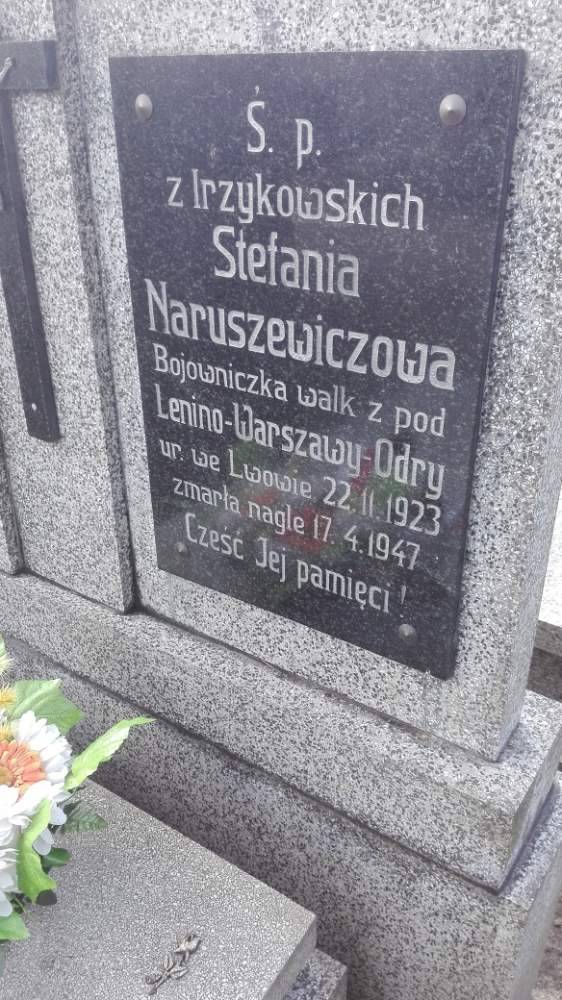 Ś. p.
z Irzykowskich
Stefania
Naruszewiczowa
Bojowniczka walk z pod
Lenino-Warszawy-Odry
ur. we Lwowie 22.11.1923
zmarła nagle 17.4.1947
Cześć Jej pamięci!